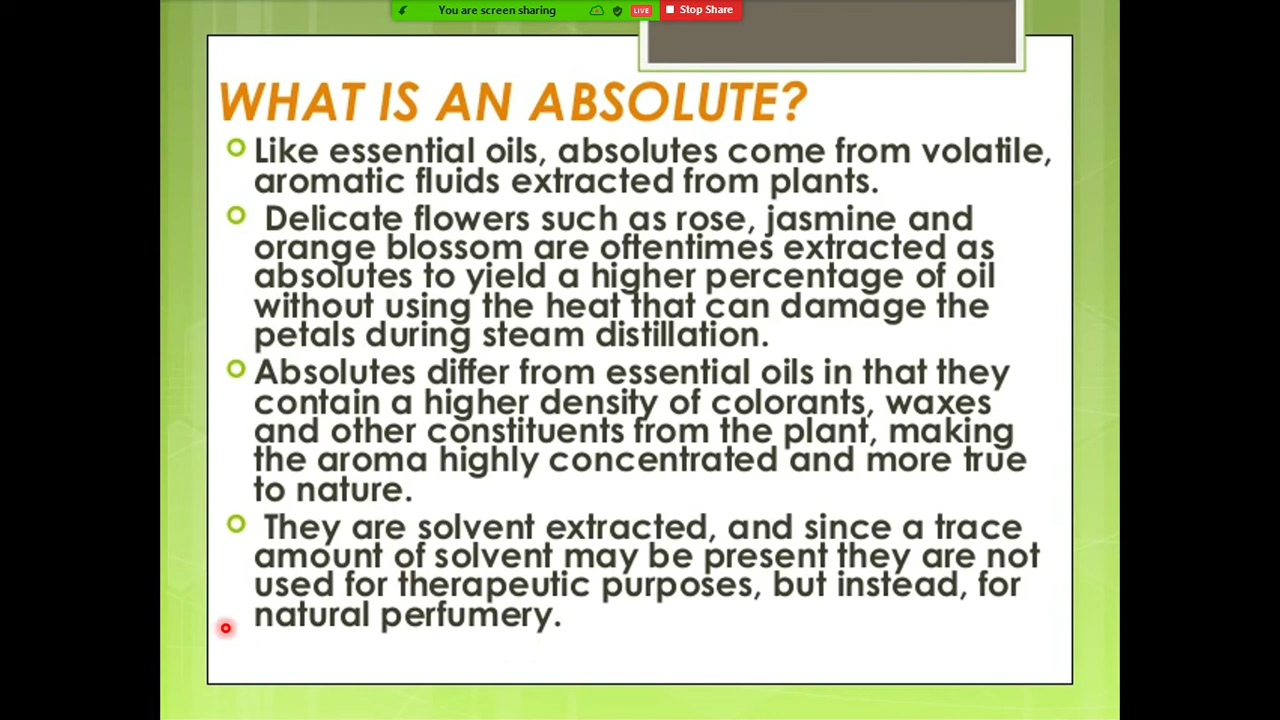 You are screen sharing LIVE Stop Share
WHAT IS AN ABSOLUTE?
Like essential oils, absolutes come from volatile,
aromatic fluids extracted from plants.
Delicate flowers such as rose, jasmine and
orange blossom are oftentimes extracted as
absolutes to yield a higher percentage of oil
without using the heat that can damage the
petals during steam distillation.
Absolutes differ from essential oils in that they
contain a higher density of colorants, waxes
and other constituents from the plant, making
the aroma highly concentrated and more true
to nature.
They are solvent extracted, and since a trace
amount of solvent may be present they are not
used for therapeutic purposes, but instead, for
natural perfumery.